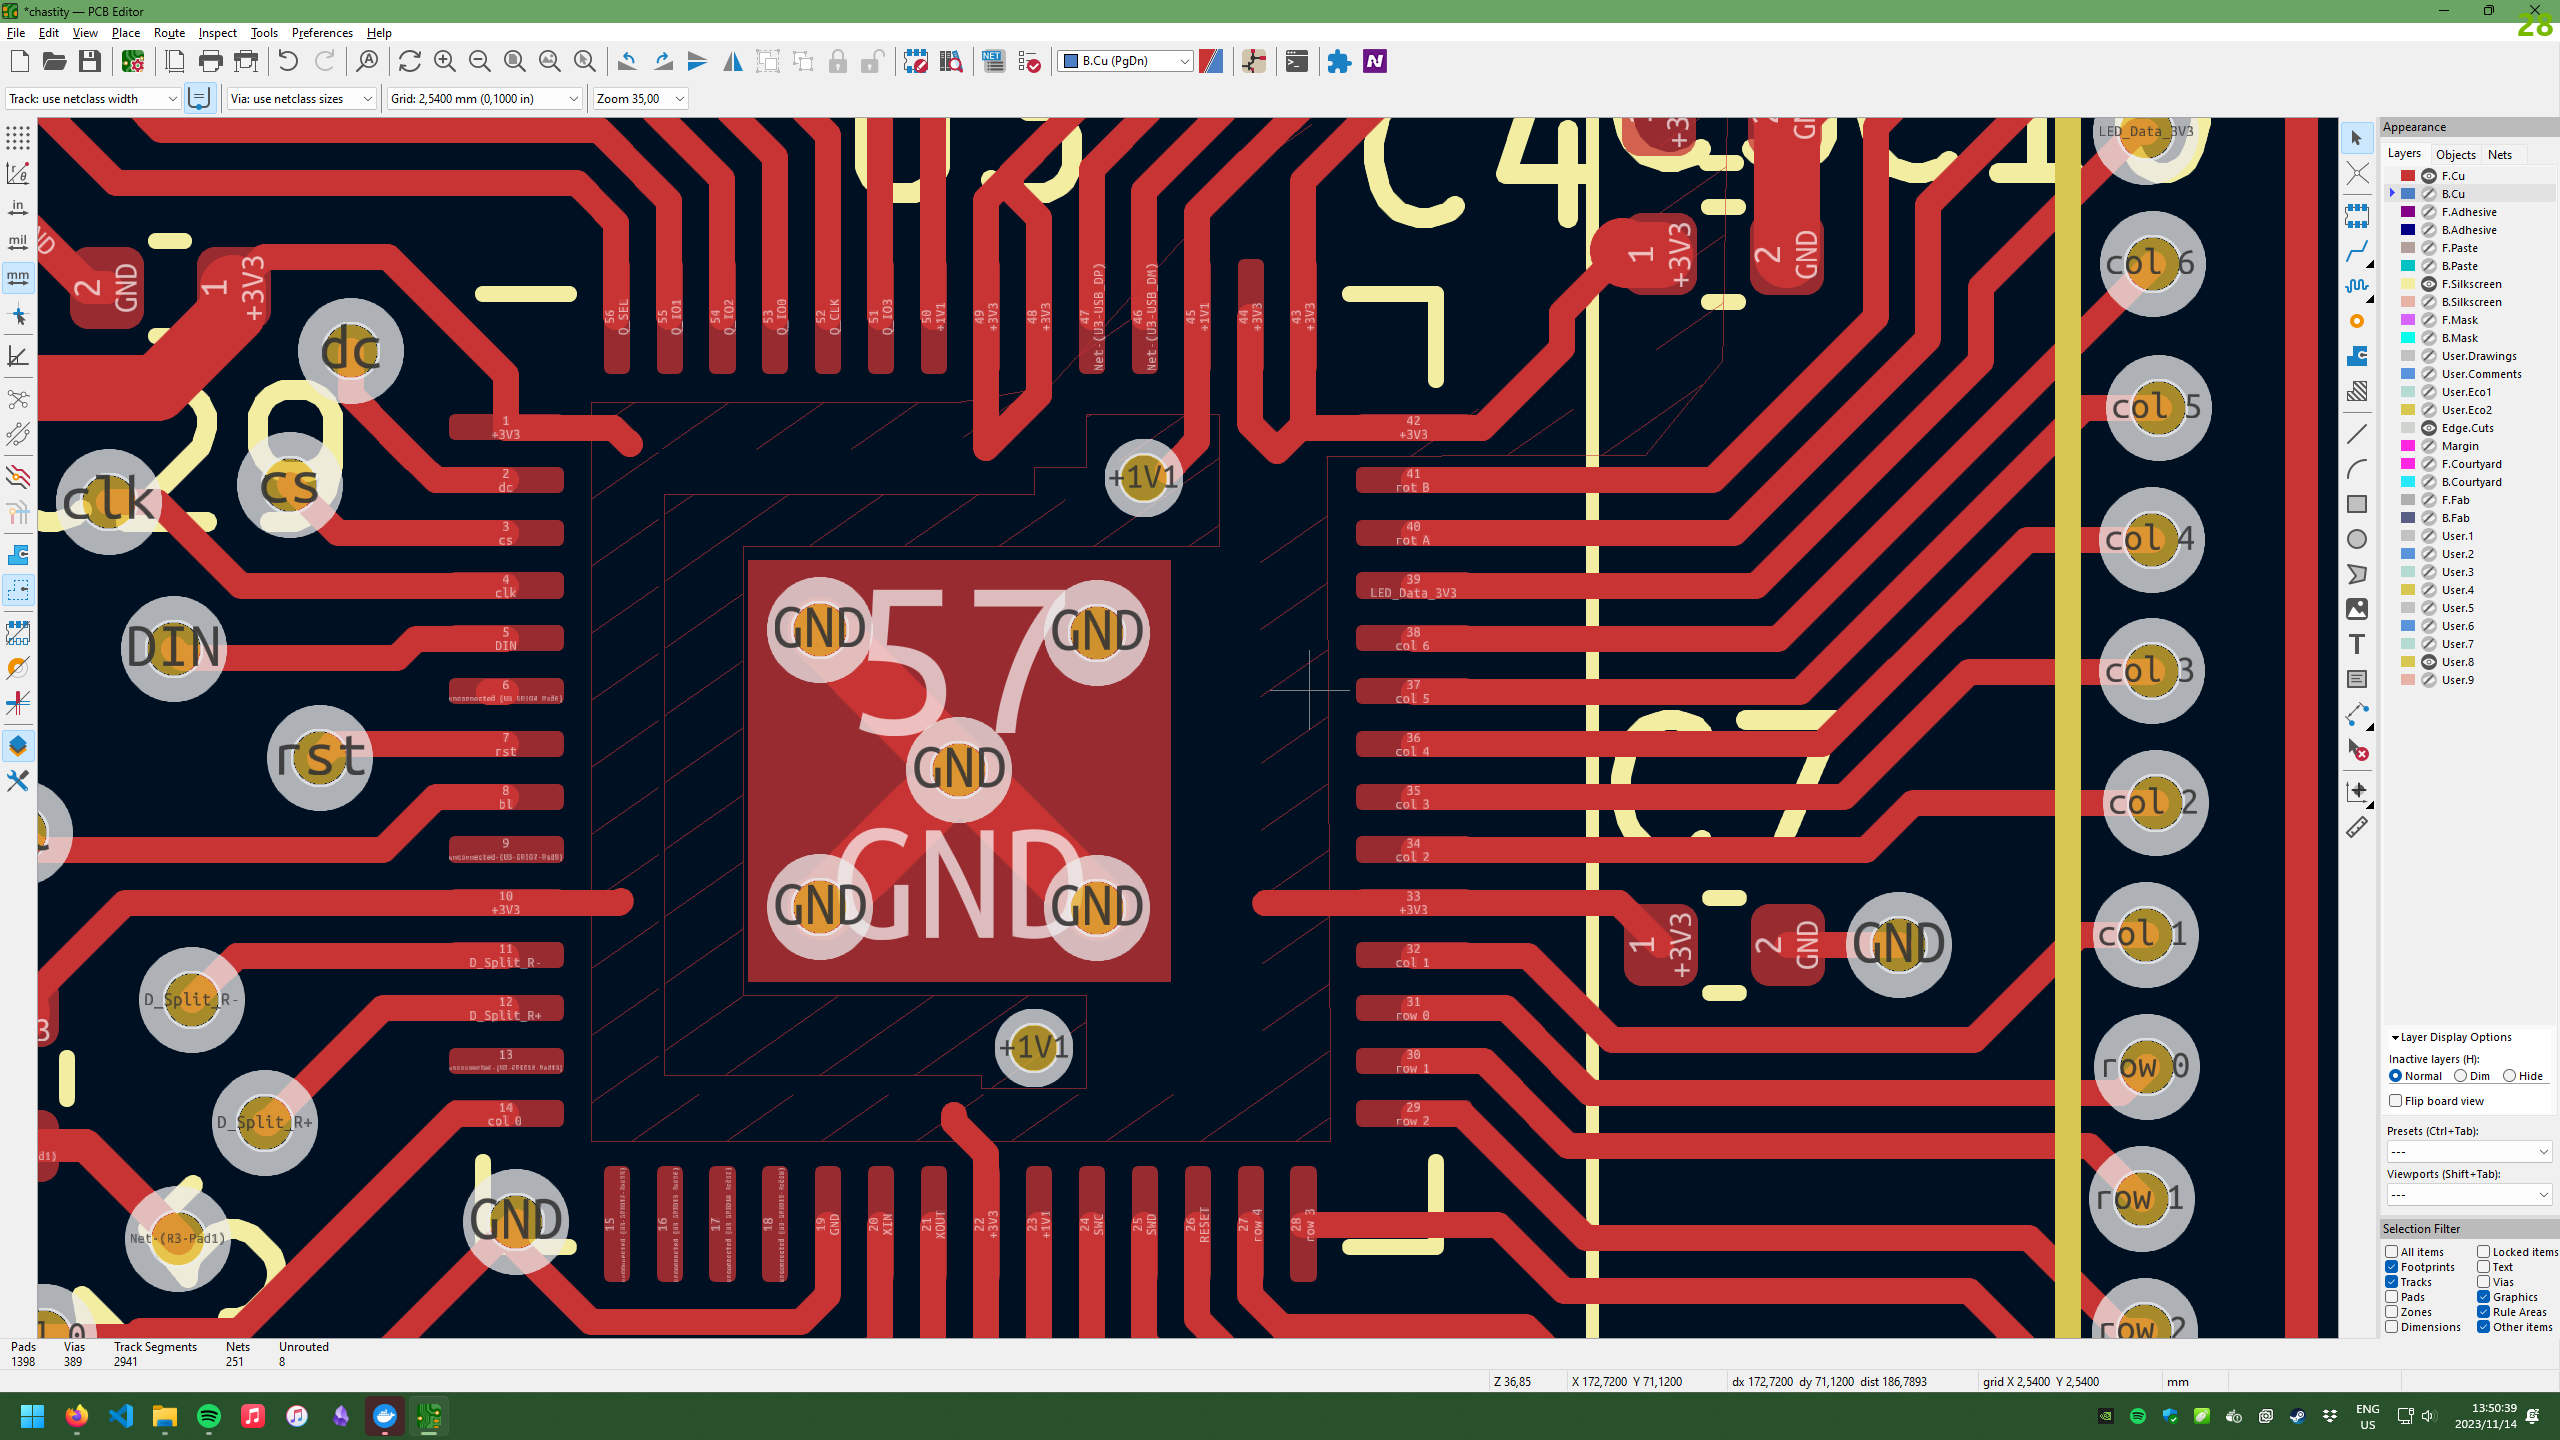 *chastity — PCB Editor
28
File Edit View Place Route Inspect Tools Preferences Help
B.Cu (PgDn)
Track: use netclass width
Via: use netclass sizes
Grid: 2,5400 mm (0,1000 in)
Zoom 35,00
in
mil
mm
Appearance
Layers Objects Nets
F.Cu
B.Cu
F.Adhesive
B.Adhesive
F.Paste
B.Paste
F.Silkscreen
B.Silkscreen
F.Mask
B.Mask
User.Drawings
User.Comments
User.Eco1
User.Eco2
Edge.Cuts
Margin
F.Courtyard
B.Courtyard
F.Fab
B.Fab
User.1
User.2
User.3
User.4
User.5
User.6
User.7
User.8
User.9
Layer Display Options
Inactive layers (H):
Normal Dim Hide
Flip board view
Presets (Ctrl+Tab):
---
Viewports (Shift+Tab):
---
Selection Filter
All items Locked items
Footprints Text
Tracks Vias
Pads Graphics
Zones Rule Areas
Dimensions Other items
C4
C7
2 GND
1 +3V3
dc
clk
cs
DIN
rst
D_Split_R-
D_Split_R+
Net-(R3-Pad1)
GND
56 Q_SEL
55 Q_IO1
54 Q_IO2
53 Q_IO0
52 Q_CLK
51 Q_IO3
50 +1V1
49 +3V3
48 +3V3
47 Net-(U3-USB_DP)
46 Net-(U3-USB_DM)
45 +1V1
44 +3V3
43 +3V3
1 +3V3
2 GND
1
+3V3
2
dc
3
cs
4
clk
5
DIN
6
7
rst
8
bl
9
10
+3V3
11
D_Split_R-
12
D_Split_R+
13
14
col 0
+1V1
57
GND
GND
GND
GND
GND
GND
+1V1
42
+3V3
41
rot B
40
rot A
39
LED_Data_3V3
38
col 6
37
col 5
36
col 4
35
col 3
34
col 2
33
+3V3
32
col 1
31
row 0
30
row 1
29
row 2
1 +3V3
2 GND
GND
15
16
17
18
19 GND
20 XIN
21 XOUT
22 +3V3
23 +1V1
24 SWC
25 SWD
26 RESET
27 row 4
28 row 3
LED_Data_3V3
col 6
col 5
col 4
col 3
col 2
col 1
row 0
row 1
row 2
Pads Vias Track Segments Nets Unrouted
1398 389 2941 251 8
Z 36,85
X 172,7200 Y 71,1200
dx 172,7200 dy 71,1200 dist 186,7893
grid X 2,5400 Y 2,5400
mm
ENG
US
13:50:39
2023/11/14